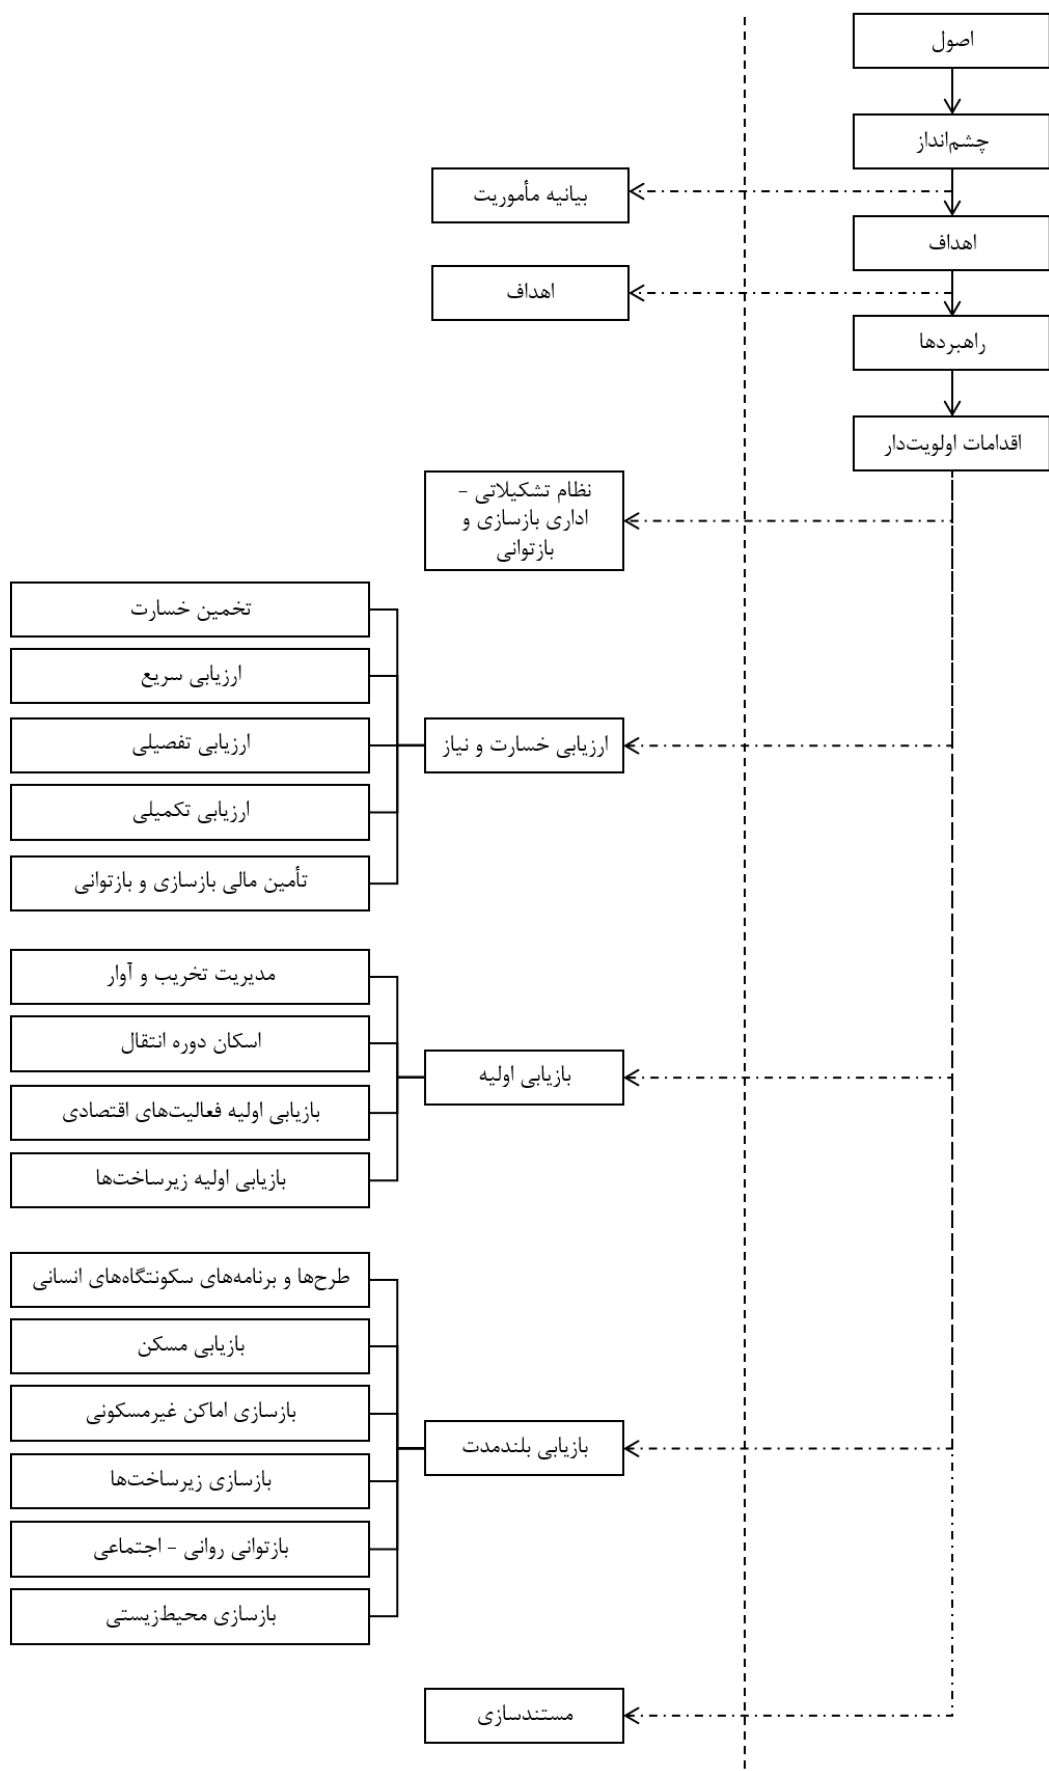 اصول
چشم‌انداز
بیانیه مأموریت
اهداف
اهداف
راهبردها
اقدامات اولویت‌دار
نظام تشکیلاتی -
اداری بازسازی و
بازتوانی
ارزیابی خسارت و نیاز
تخمین خسارت
ارزیابی سریع
ارزیابی تفصیلی
ارزیابی تکمیلی
تأمین مالی بازسازی و بازتوانی
بازیابی اولیه
مدیریت تخریب و آوار
اسکان دوره انتقال
بازیابی اولیه فعالیت‌های اقتصادی
بازیابی اولیه زیرساخت‌ها
بازیابی بلندمدت
طرح‌ها و برنامه‌های سکونتگاه‌های انسانی
بازیابی مسکن
بازسازی اماکن غیرمسکونی
بازسازی زیرساخت‌ها
بازتوانی روانی - اجتماعی
بازسازی محیط‌زیستی
مستندسازی